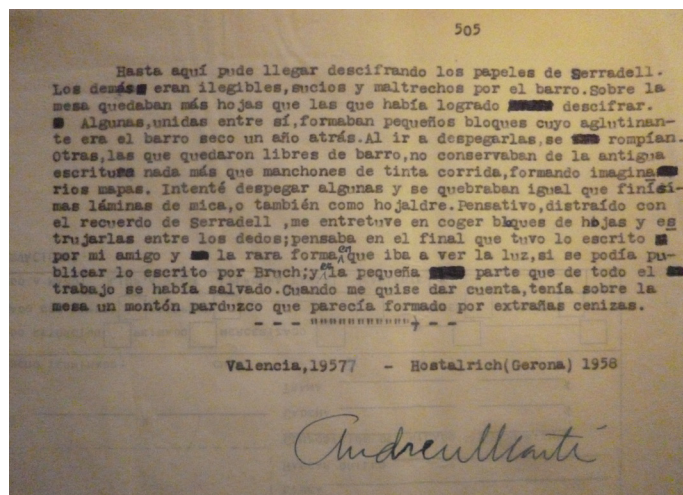 505
Hasta aquí pude llegar descifrando los papeles de Serradell.
Los demás eran ilegibles, sucios y maltrechos por el barro. Sobre la
mesa quedaban más hojas que las que había logrado descifrar.
Algunas, unidas entre sí, formaban pequeños bloques cuyo aglutinan-
te era el barro seco un año atrás. Al ir a despegarlas, se rompían.
Otras, las que quedaron libres de barro, no conservaban de la antigua
escritura nada más que manchones de tinta corrida, formando imagina
rios mapas. Intenté despegar algunas y se quebraban igual que finísi-
mas láminas de mica, o también como hojaldre. Pensativo, distraído con
el recuerdo de Serradell , me entretuve en coger bloques de hojas y es
trujarlas entre los dedos; pensaba en el final que tuvo lo escrito
por mi amigo y la rara forma en que iba a ver la luz, si se podía pu-
blicar lo escrito por Bruch; y en la pequeña parte que de todo el
trabajo se había salvado. Cuando me quise dar cuenta, tenía sobre la
mesa un montón parduzco que parecía formado por extrañas cenizas.
Valencia, 19577 - Hostalrich (Gerona) 1958
Andreu Martí